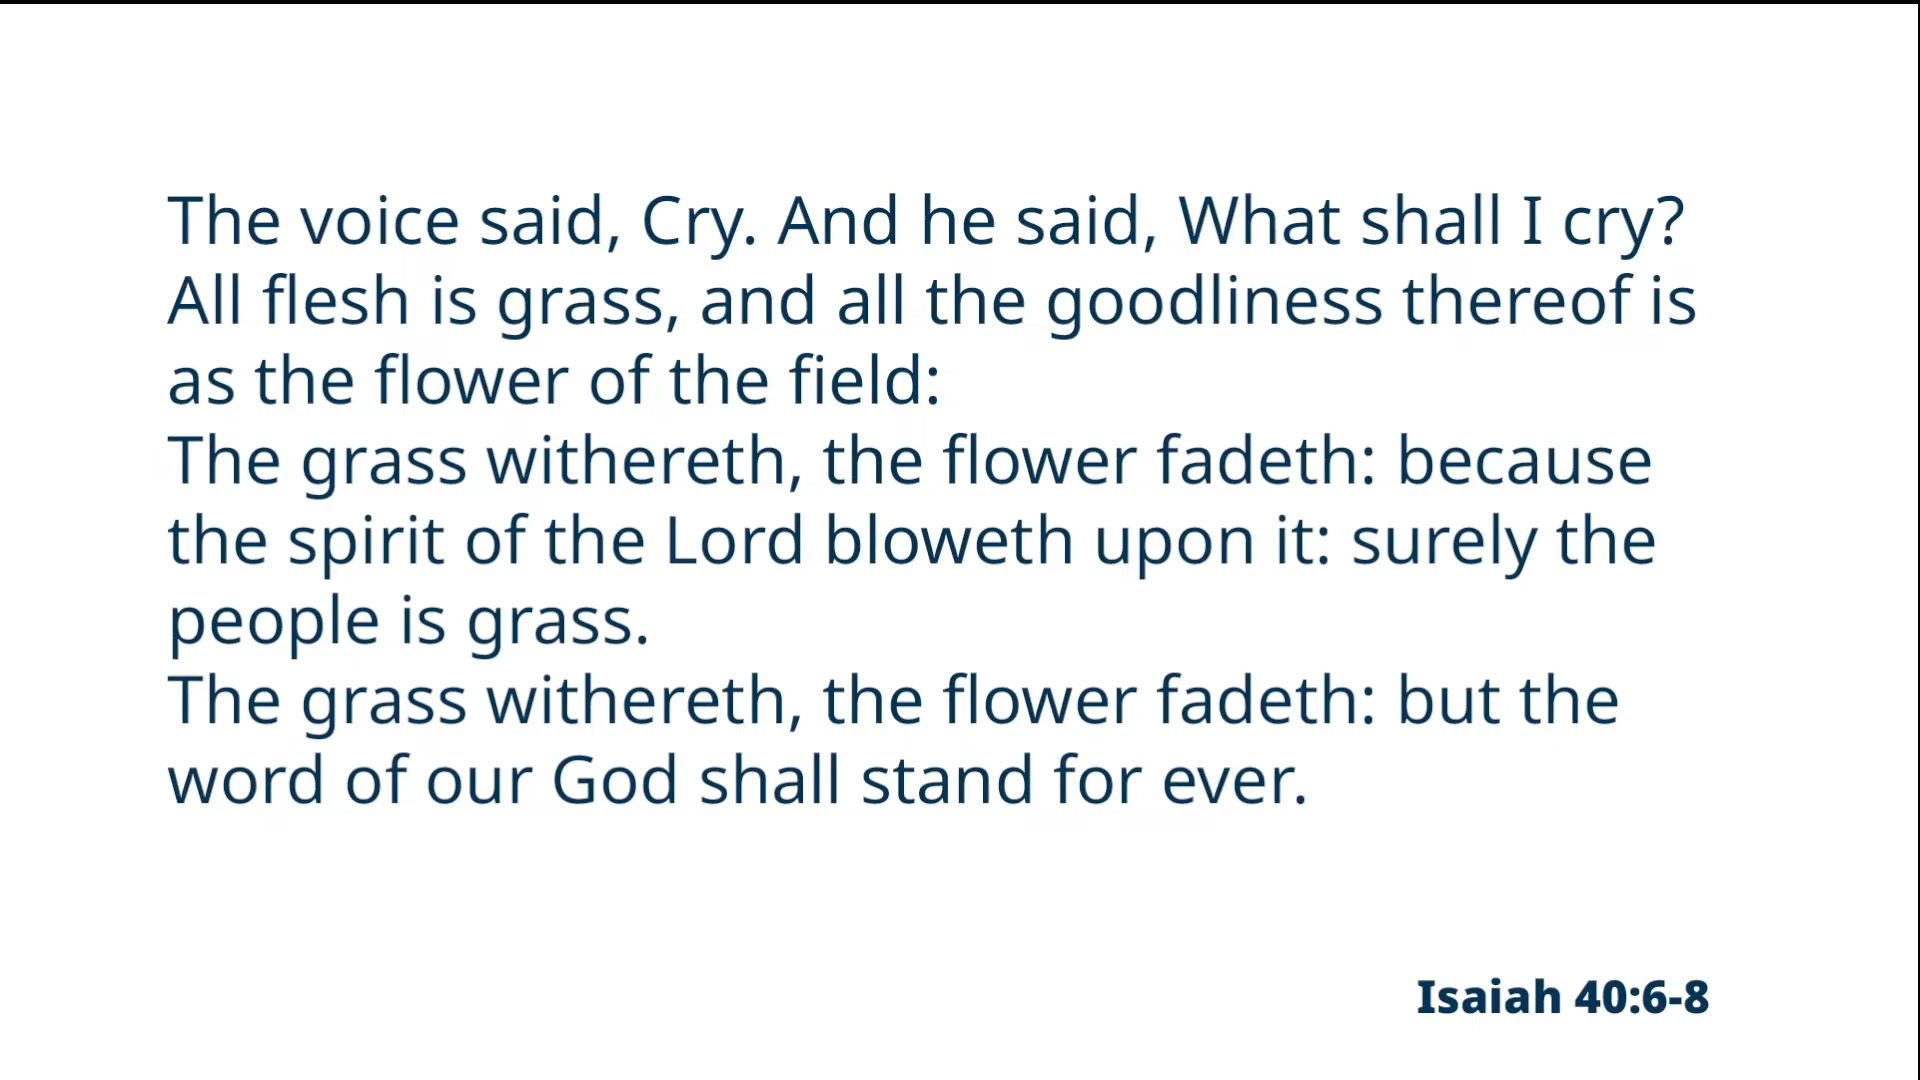 The voice said, Cry. And he said, What shall I cry?
All flesh is grass, and all the goodliness thereof is
as the flower of the field:
The grass withereth, the flower fadeth: because
the spirit of the Lord bloweth upon it: surely the
people is grass.
The grass withereth, the flower fadeth: but the
word of our God shall stand for ever.
Isaiah 40:6-8